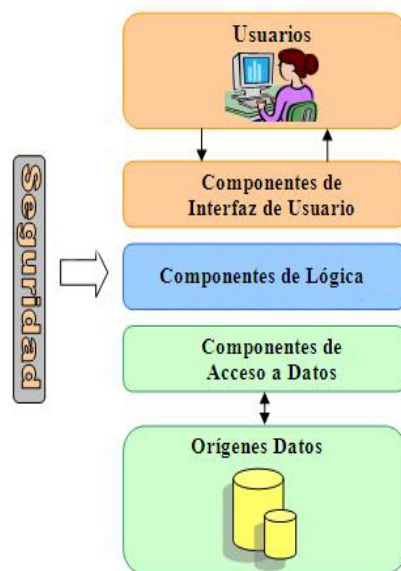 Usuarios
Componentes de
Interfaz de Usuario
Seguridad
Componentes de Lógica
Componentes de
Acceso a Datos
Orígenes Datos